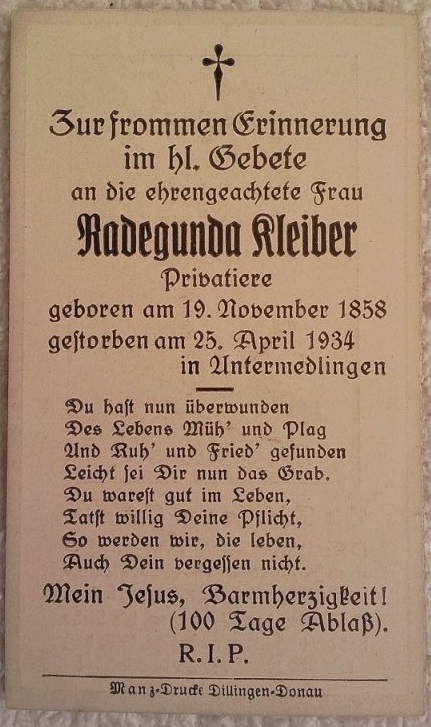 Zur frommen Erinnerung
im hl. Gebete
an die ehrengeachtete Frau
Radegunda Kleiber
Privatiere
geboren am 19. November 1858
gestorben am 25. April 1934
in Untermedlingen
Du hast nun überwunden
Des Lebens Müh' und Plag
Und Ruh' und Fried' gefunden
Leicht sei Dir nun das Grab.
Du warest gut im Leben,
Tatst willig Deine Pflicht,
So werden wir, die leben,
Auch Dein vergessen nicht.
Mein Jesus, Barmherzigkeit!
(100 Tage Ablaß).
R. I. P.
Manz-Drucke Dillingen-Donau